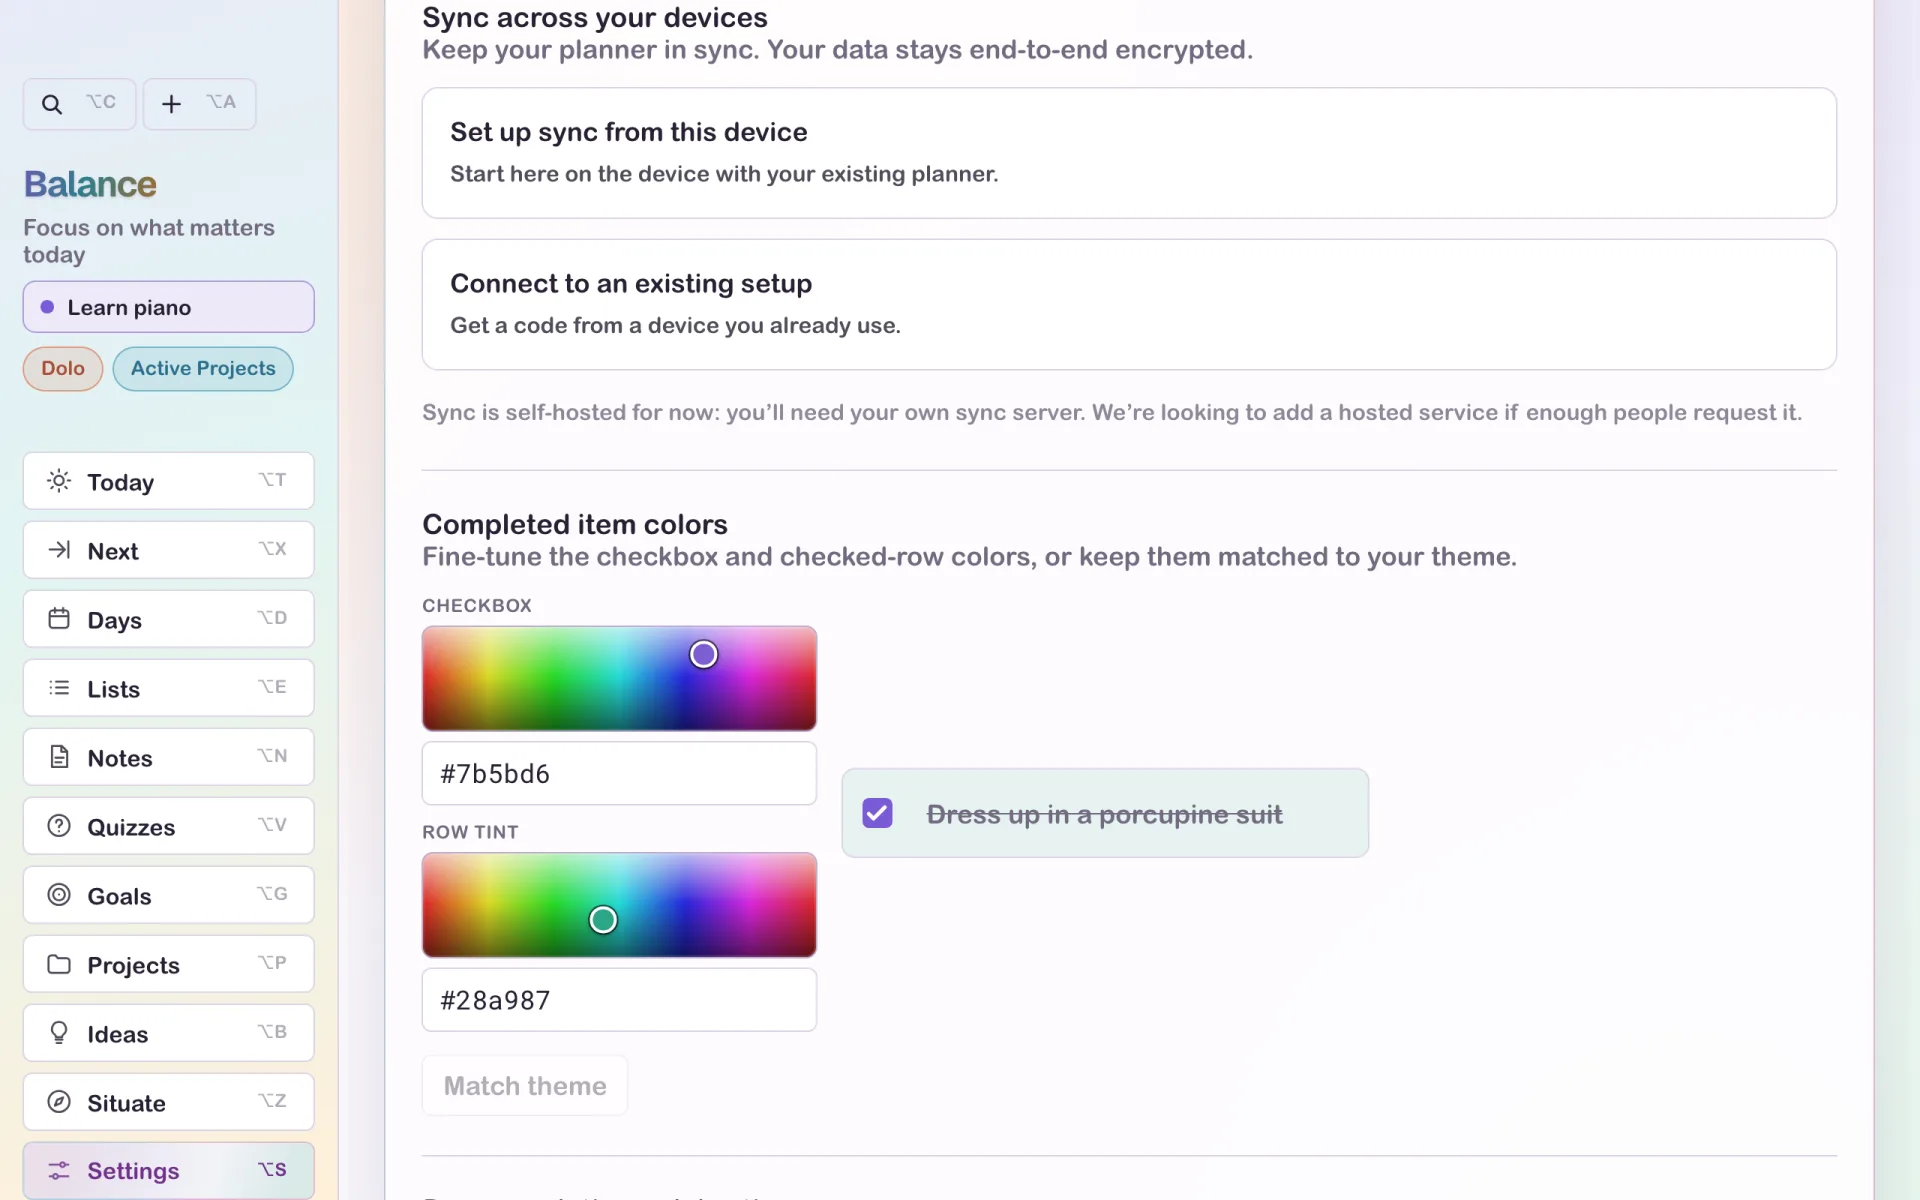 ⌥C
⌥A
Balance
Focus on what matters
today
Learn piano
Dolo
Active Projects
Today ⌥T
Next ⌥X
Days ⌥D
Lists ⌥E
Notes ⌥N
Quizzes ⌥V
Goals ⌥G
Projects ⌥P
Ideas ⌥B
Situate ⌥Z
Settings ⌥S
Sync across your devices
Keep your planner in sync. Your data stays end-to-end encrypted.
Set up sync from this device
Start here on the device with your existing planner.
Connect to an existing setup
Get a code from a device you already use.
Sync is self-hosted for now: you’ll need your own sync server. We’re looking to add a hosted service if enough people request it.
Completed item colors
Fine-tune the checkbox and checked-row colors, or keep them matched to your theme.
CHECKBOX
#7b5bd6
ROW TINT
#28a987
Dress up in a porcupine suit
Match theme